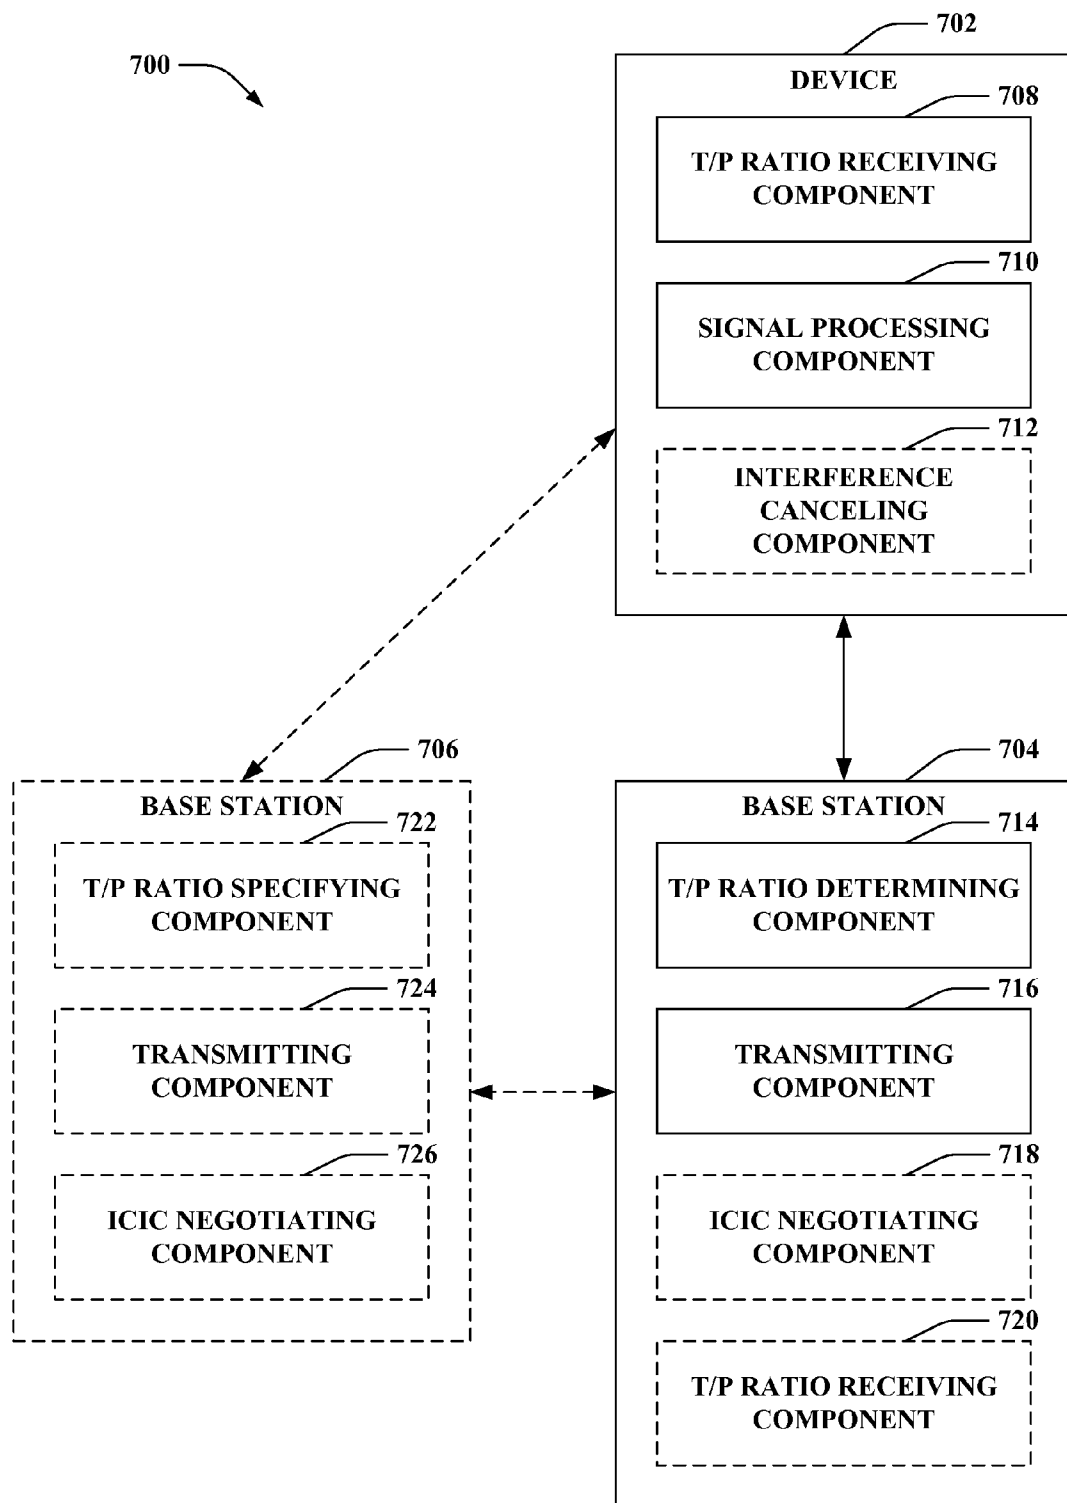 700
702
DEVICE
708
T/P RATIO RECEIVING
COMPONENT
710
SIGNAL PROCESSING
COMPONENT
712
INTERFERENCE
CANCELING
COMPONENT
706
BASE STATION
722
T/P RATIO SPECIFYING
COMPONENT
724
TRANSMITTING
COMPONENT
726
ICIC NEGOTIATING
COMPONENT
704
BASE STATION
714
T/P RATIO DETERMINING
COMPONENT
716
TRANSMITTING
COMPONENT
718
ICIC NEGOTIATING
COMPONENT
720
T/P RATIO RECEIVING
COMPONENT